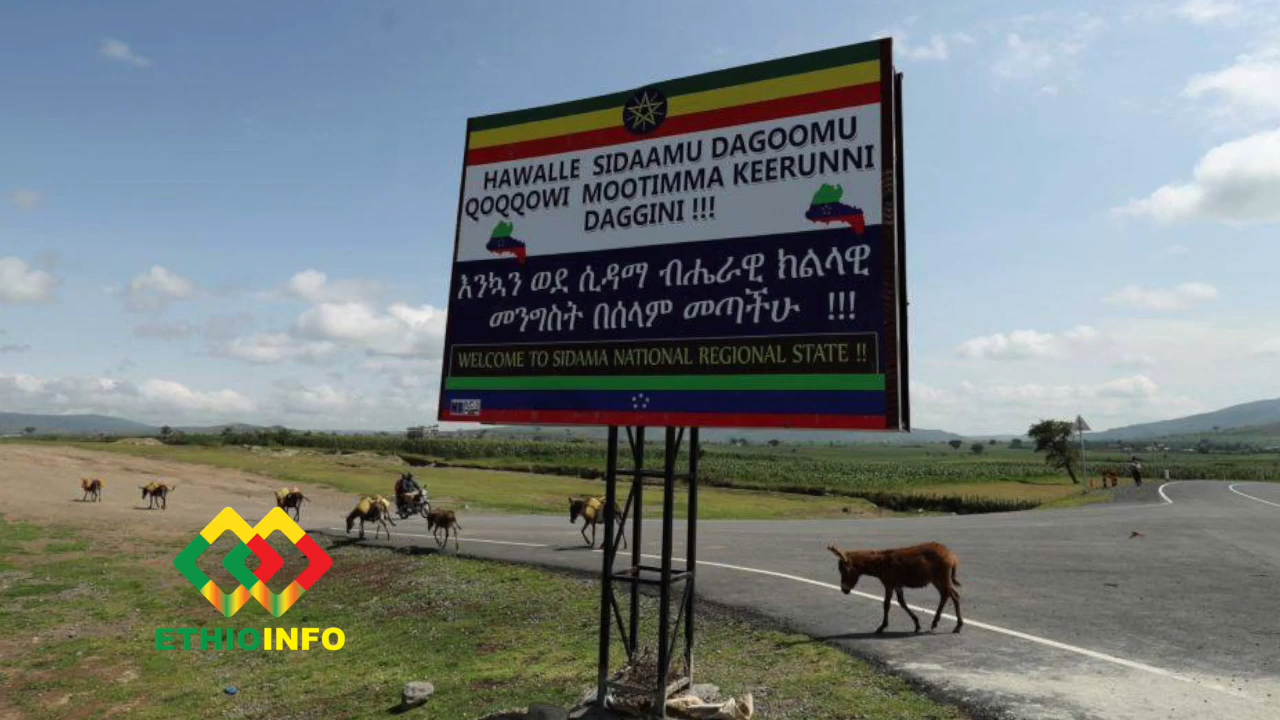 HAWALLE SIDAAMU DAGOOMU
QOQQOWI MOOTIMMA KEERUNNI
DAGGINI !!!
እንኳን ወደ ሲዳማ ብሔራዊ ክልላዊ
መንግስት በሰላም መጣችሁ !!!
WELCOME TO SIDAMA NATIONAL REGIONAL STATE !!
ETHIOINFO